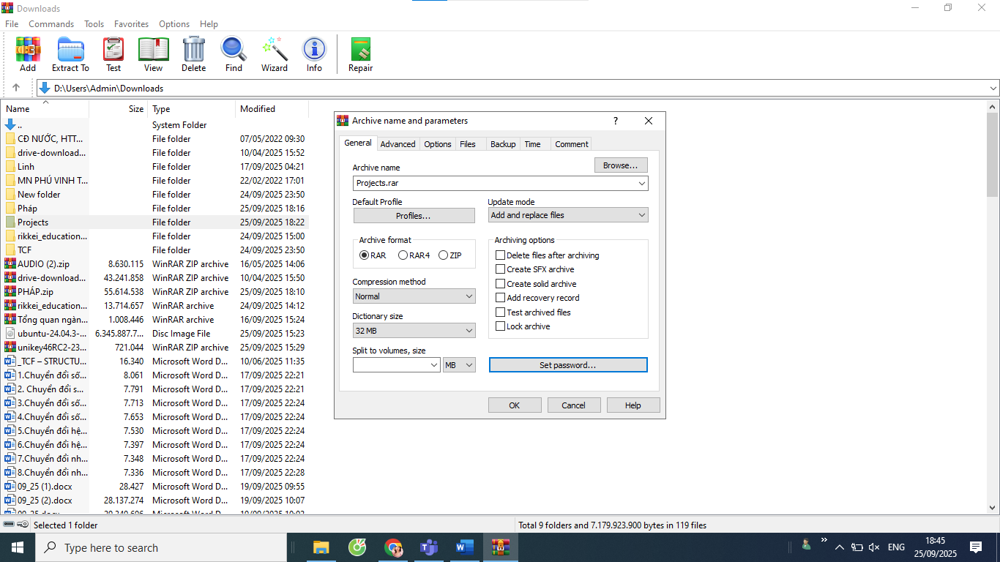 Downloads
File Commands Tools Favorites Options Help
Add Extract To Test View Delete Find Wizard Info Repair
D:\Users\Admin\Downloads
Name Size Type Modified
.. System Folder
CĐ NƯỚC, HTT... File folder 07/05/2022 09:30
drive-download... File folder 10/04/2025 15:52
Linh File folder 17/09/2025 04:21
MN PHÚ VINH T... File folder 22/02/2022 17:01
New folder File folder 24/09/2025 23:50
Pháp File folder 25/09/2025 18:16
Projects File folder 25/09/2025 18:22
rikkei_education... File folder 24/09/2025 15:00
TCF File folder 24/09/2025 23:50
AUDIO (2).zip 8.630.115 WinRAR ZIP archive 16/05/2025 14:06
drive-download... 43.241.858 WinRAR ZIP archive 10/04/2025 15:50
PHÁP.zip 55.614.538 WinRAR ZIP archive 25/09/2025 18:10
rikkei_education... 13.714.657 WinRAR archive 24/09/2025 14:12
Tổng quan ngàn... 1.008.446 WinRAR archive 16/09/2025 15:24
ubuntu-24.04.3-... 6.345.887.7... Disc Image File 25/09/2025 15:23
unikey46RC2-23... 721.044 WinRAR ZIP archive 25/09/2025 15:29
_TCF – STRUCTU... 16.340 Microsoft Word D... 10/06/2025 11:35
1.Chuyển đổi số... 8.061 Microsoft Word D... 17/09/2025 22:21
2. Chuyển đổi s... 7.791 Microsoft Word D... 17/09/2025 22:21
3.Chuyển đổi số... 7.713 Microsoft Word D... 17/09/2025 22:24
4.Chuyển đổi số... 7.653 Microsoft Word D... 17/09/2025 22:24
5.Chuyển đổi hệ... 7.530 Microsoft Word D... 17/09/2025 22:24
6.Chuyển đổi hệ... 7.397 Microsoft Word D... 17/09/2025 22:24
7.Chuyển đổi nh... 7.348 Microsoft Word D... 17/09/2025 22:24
8.Chuyển đổi nh... 7.336 Microsoft Word D... 17/09/2025 22:28
09_25 (1).docx 28.427 Microsoft Word D... 19/09/2025 09:55
09_25 (2).docx 28.137.274 Microsoft Word D... 19/09/2025 10:07
Archive name and parameters ?
General Advanced Options Files Backup Time Comment
Archive name Browse...
Projects.rar
Default Profile Update mode
Profiles... Add and replace files
Archive format Archiving options
RAR RAR4 ZIP
Delete files after archiving
Create SFX archive
Compression method
Create solid archive
Normal
Add recovery record
Dictionary size
Test archived files
32 MB
Lock archive
Split to volumes, size
MB Set password...
OK Cancel Help
Selected 1 folder Total 9 folders and 7.179.923.900 bytes in 119 files
Type here to search ENG 18:45
25/09/2025